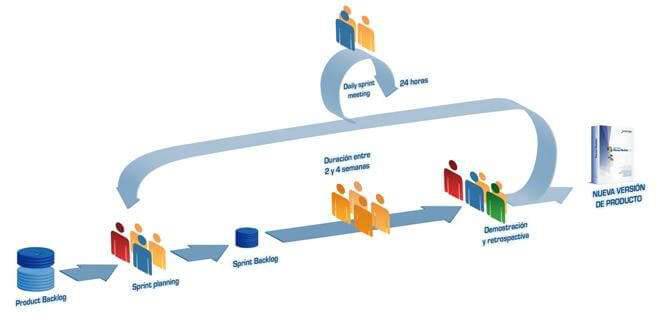 Daily sprint
meeting
24 horas
Duración entre
2 y 4 semanas
NUEVA VERSIÓN
DE PRODUCTO
Demostración
y retrospectiva
Sprint Backlog
Sprint planning
Product Backlog